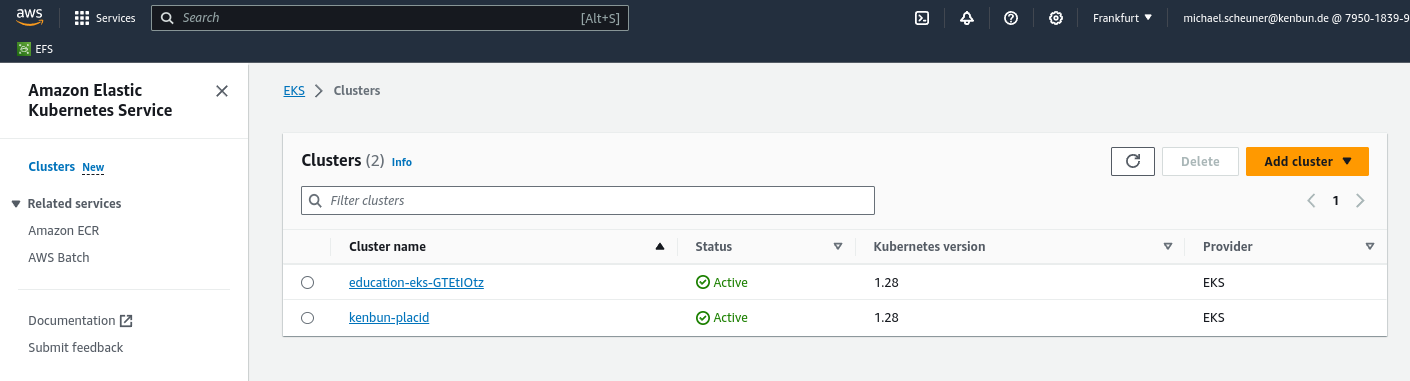 aws Services Search [Alt+S] Frankfurt michael.scheuner@kenbun.de @ 7950-1839-9
EFS
Amazon Elastic
Kubernetes Service
Clusters New
Related services
Amazon ECR
AWS Batch
Documentation
Submit feedback
EKS Clusters
Clusters (2) Info Delete Add cluster
Filter clusters 1
Cluster name Status Kubernetes version Provider
education-eks-GTEtIOtz Active 1.28 EKS
kenbun-placid Active 1.28 EKS